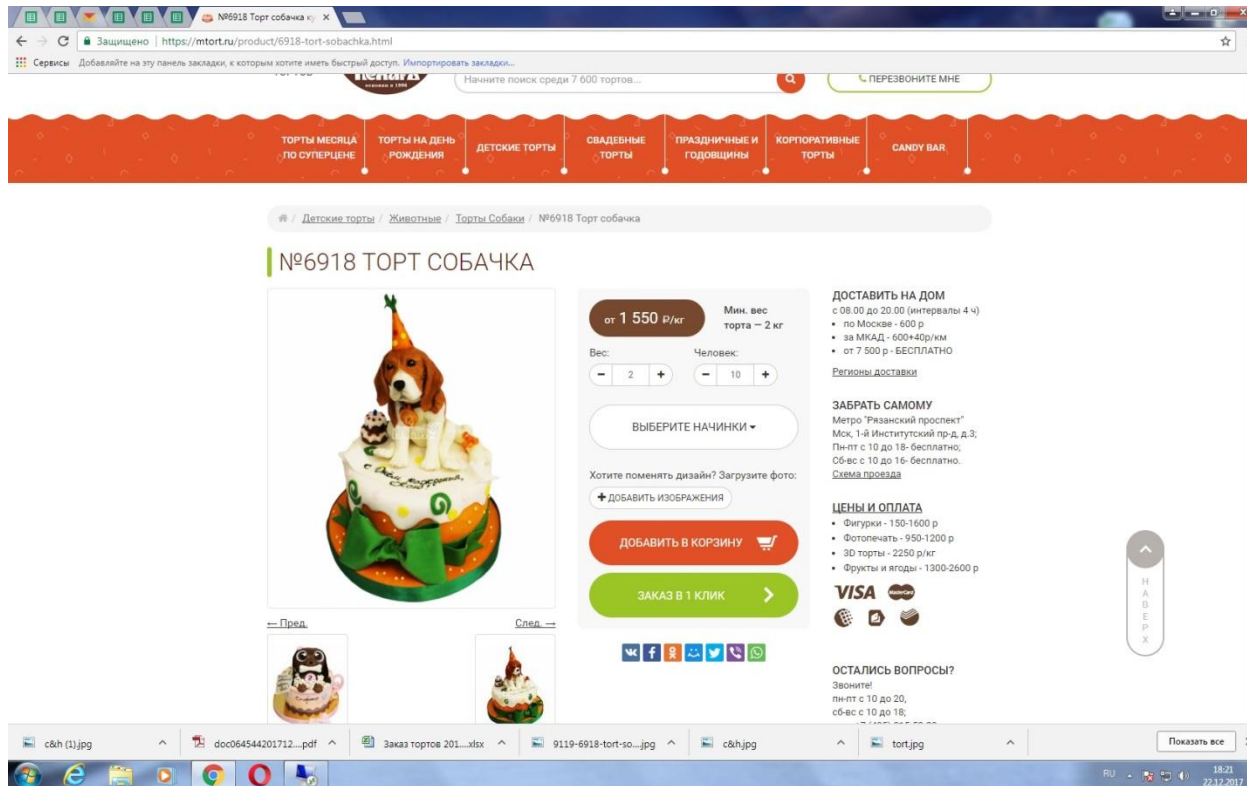 №6918 Торт собачка ку
Защищено | https://mtort.ru/product/6918-tort-sobachka.html
Сервисы Добавляйте на эту панель закладки, к которым хотите иметь быстрый доступ. Импортировать закладки...
основан в 1996
Начните поиск среди 7 600 тортов...
ПЕРЕЗВОНИТЕ МНЕ
ТОРТЫ МЕСЯЦА
ПО СУПЕРЦЕНЕ
ТОРТЫ НА ДЕНЬ
РОЖДЕНИЯ
ДЕТСКИЕ ТОРТЫ
СВАДЕБНЫЕ
ТОРТЫ
ПРАЗДНИЧНЫЕ И
ГОДОВЩИНЫ
КОРПОРАТИВНЫЕ
ТОРТЫ
CANDY BAR
/ Детские торты / Животные / Торты Собаки / №6918 Торт собачка
№6918 ТОРТ СОБАЧКА
от 1 550 ₽/кг
Мин. вес
торта — 2 кг
Вес:
Человек:
- 2 +
- 10 +
ВЫБЕРИТЕ НАЧИНКИ
Хотите поменять дизайн? Загрузите фото:
+ ДОБАВИТЬ ИЗОБРАЖЕНИЯ
ДОБАВИТЬ В КОРЗИНУ
ЗАКАЗ В 1 КЛИК
← Пред.
След. →
ДОСТАВИТЬ НА ДОМ
с 08.00 до 20.00 (интервалы 4 ч)
• по Москве - 600 р
• за МКАД - 600+40р/км
• от 7 500 р - БЕСПЛАТНО
Регионы доставки
ЗАБРАТЬ САМОМУ
Метро "Рязанский проспект"
Мск, 1-й Институтский пр-д, д.3;
Пн-пт с 10 до 18- бесплатно;
Сб-вс с 10 до 16- бесплатно.
Схема проезда
ЦЕНЫ И ОПЛАТА
• Фигурки - 150-1600 р
• Фотопечать - 950-1200 р
• 3D торты - 2250 р/кг
• Фрукты и ягоды - 1300-2600 р
VISA MasterCard
ОСТАЛИСЬ ВОПРОСЫ?
Звоните!
пн-пт с 10 до 20,
сб-вс с 10 до 18;
НАВЕРХ
c&h (1).jpg
doc064544201712....pdf
Заказ тортов 201....xlsx
9119-6918-tort-so....jpg
c&h.jpg
tort.jpg
Показать все
RU
18:21
22.12.2017